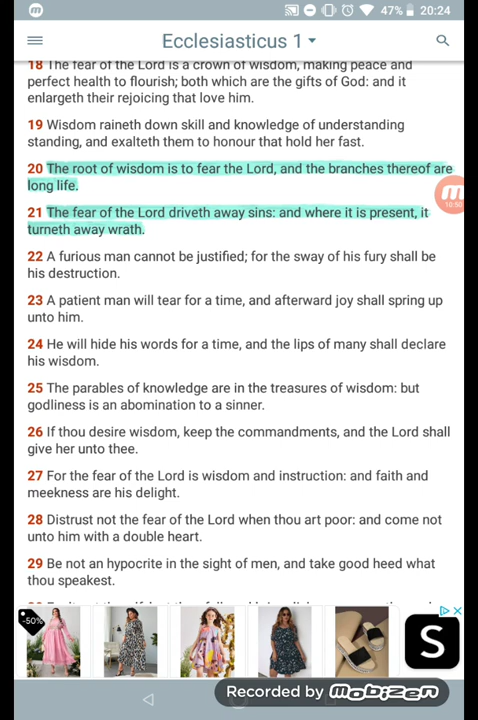 47% 20:24
Ecclesiasticus 1
18 The fear of the Lord is a crown of wisdom, making peace and
perfect health to flourish; both which are the gifts of God: and it
enlargeth their rejoicing that love him.
19 Wisdom raineth down skill and knowledge of understanding
standing, and exalteth them to honour that hold her fast.
20 The root of wisdom is to fear the Lord, and the branches thereof are
long life.
21 The fear of the Lord driveth away sins: and where it is present, it
turneth away wrath.
10:50
22 A furious man cannot be justified; for the sway of his fury shall be
his destruction.
23 A patient man will tear for a time, and afterward joy shall spring up
unto him.
24 He will hide his words for a time, and the lips of many shall declare
his wisdom.
25 The parables of knowledge are in the treasures of wisdom: but
godliness is an abomination to a sinner.
26 If thou desire wisdom, keep the commandments, and the Lord shall
give her unto thee.
27 For the fear of the Lord is wisdom and instruction: and faith and
meekness are his delight.
28 Distrust not the fear of the Lord when thou art poor: and come not
unto him with a double heart.
29 Be not an hypocrite in the sight of men, and take good heed what
thou speakest.
-50%
S
Recorded by mobizen